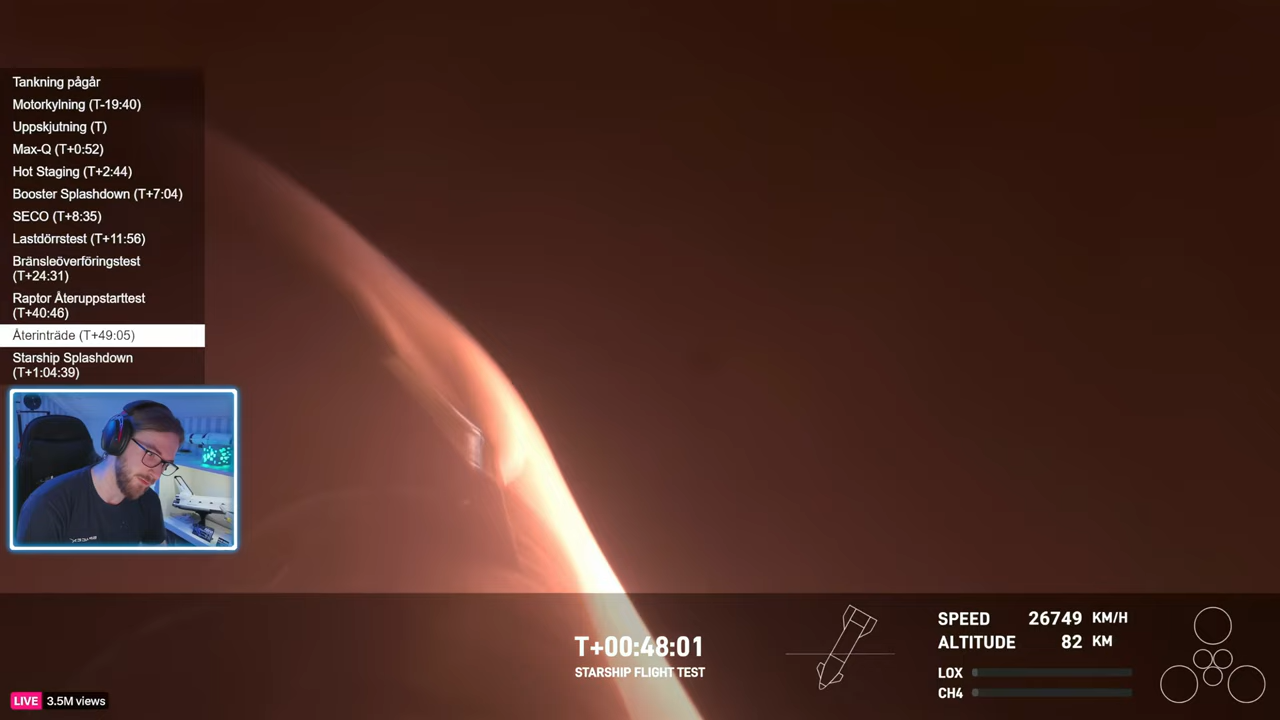 Tankning pågår
Motorkylning (T-19:40)
Uppskjutning (T)
Max-Q (T+0:52)
Hot Staging (T+2:44)
Booster Splashdown (T+7:04)
SECO (T+8:35)
Lastdörrstest (T+11:56)
Bränsleöverföringstest
(T+24:31)
Raptor Återuppstarttest
(T+40:46)
Återinträde (T+49:05)
Starship Splashdown
(T+1:04:39)
T+00:48:01
STARSHIP FLIGHT TEST
SPEED 26749 KM/H
ALTITUDE 82 KM
LOX
CH4
LIVE 3.5M views